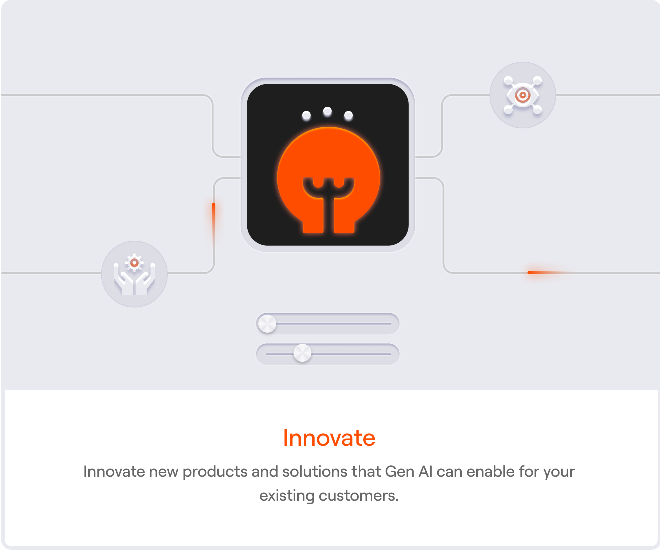 Innovate
Innovate new products and solutions that Gen AI can enable for your
existing customers.